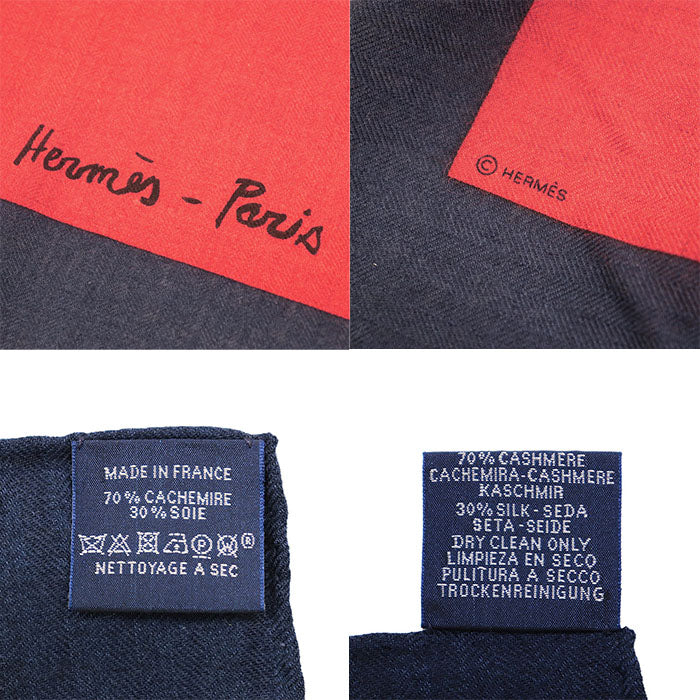 Hermès - Paris
© HERMÈS
MADE IN FRANCE
70 % CACHEMIRE
30 % SOIE
NETTOYAGE A SEC
70 % CASHMERE
CACHEMIRA-CASHMERE
KASCHMIR
30% SILK - SEDA
SETA-SEIDE
DRY CLEAN ONLY
LIMPIEZA EN SECO
PULITURA A SECCO
TROCKENREINIGUNG